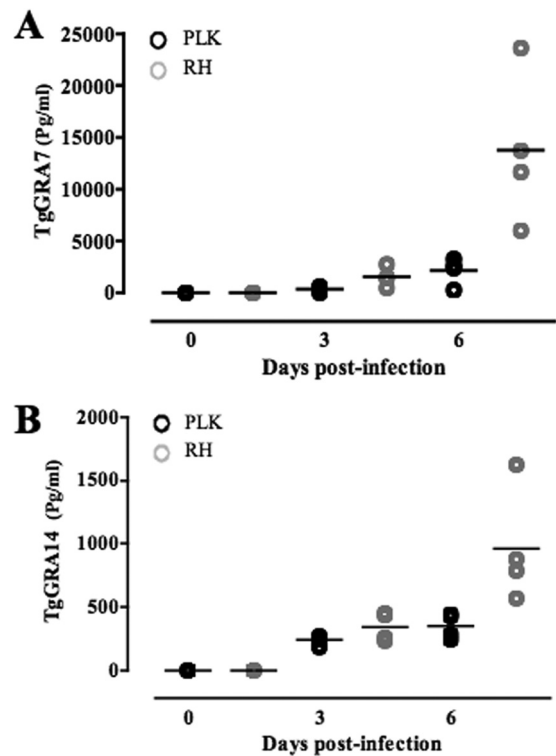 A
PLK
RH
25000
20000
15000
10000
5000
0
TgGRA7 (Pg/ml)
0 3 6
Days post-infection
B
PLK
RH
2000
1500
1000
500
0
TgGRA14 (Pg/ml)
0 3 6
Days post-infection